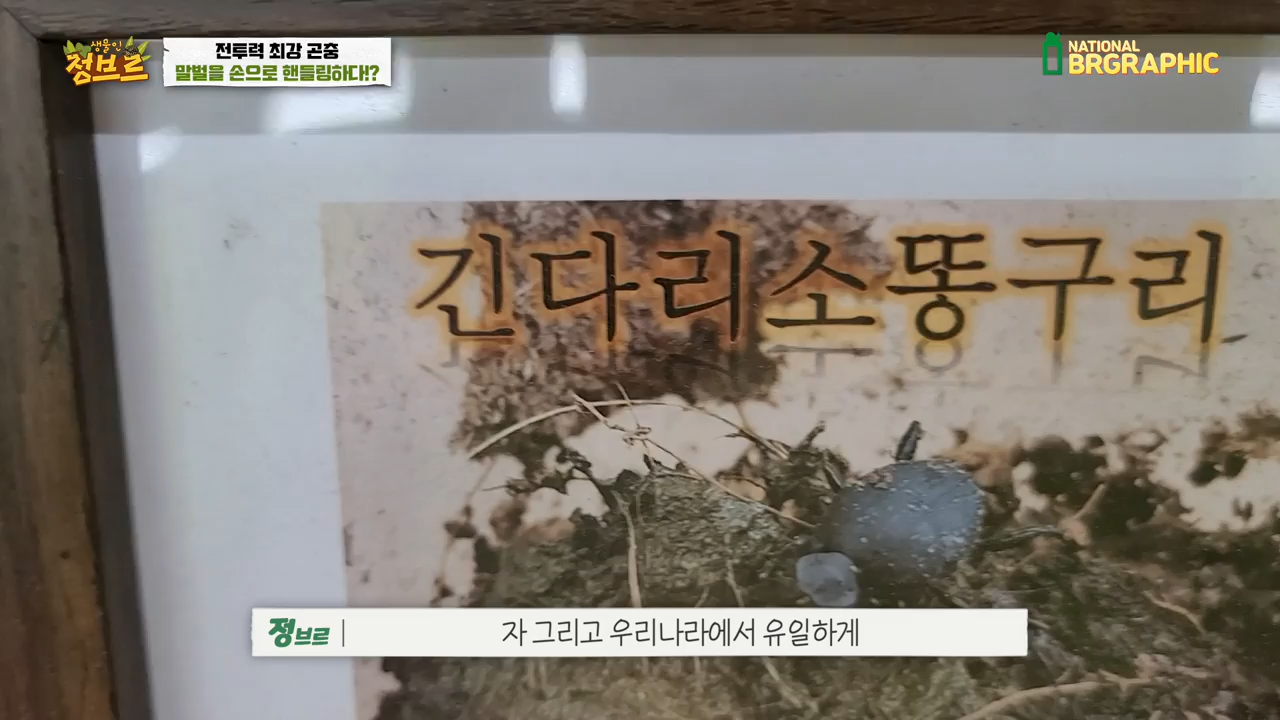 생물인
정브르
전투력 최강 곤충
말벌을 손으로 핸들링하다!?
NATIONAL
BRGRAPHIC
긴다리소똥구리
정브르
자 그리고 우리나라에서 유일하게